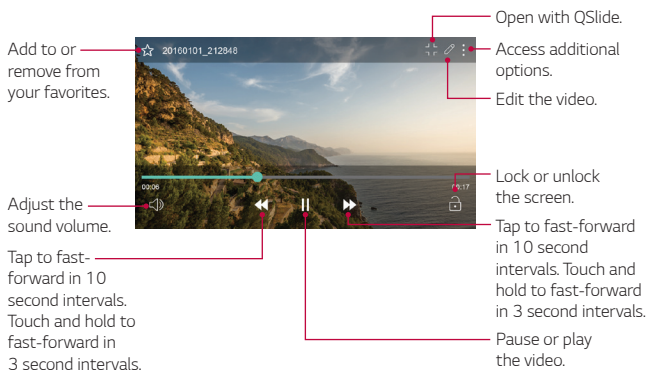 Open with QSlide.
Add to or
remove from
your favorites.
20160101_212848
Access additional
options.
Edit the video.
00:06
00:17
Adjust the
sound volume.
Lock or unlock
the screen.
Tap to fast-
forward in 10
second intervals.
Touch and hold to
fast-forward in
3 second intervals.
Tap to fast-forward
in 10 second
intervals. Touch and
hold to fast-forward
in 3 second intervals.
Pause or play
the video.